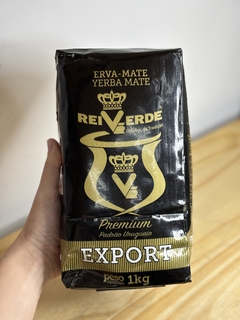 ERVA-MATE
YERBA MATE
REI VERDE
Premium
Padrão Uruguaio
EXPORT
PESO 1kg